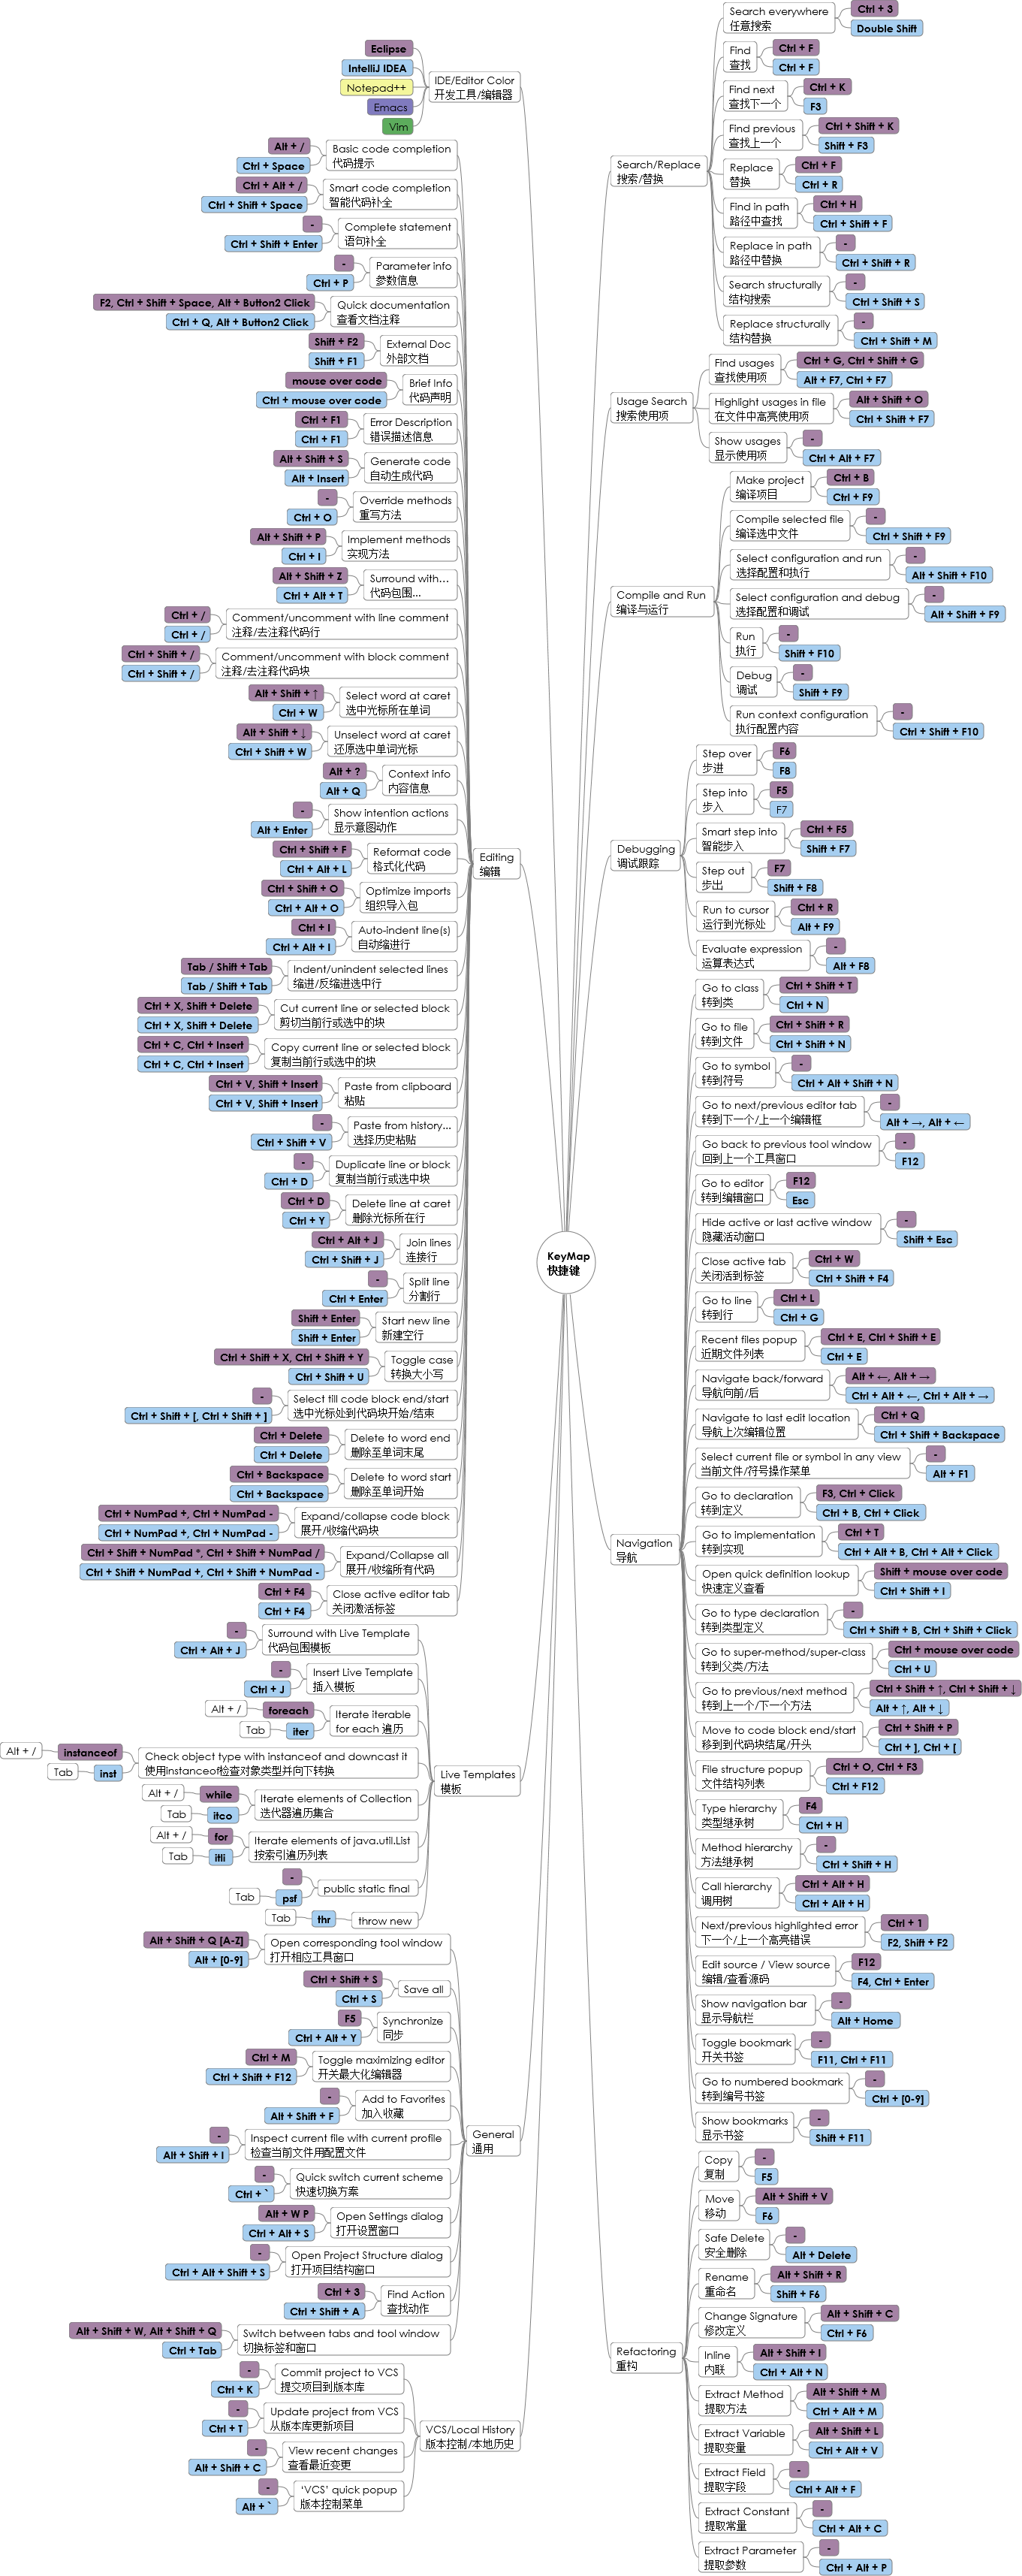 KeyMap
快捷键
IDE/Editor Color
开发工具/编辑器
Eclipse
IntelliJ IDEA
Notepad++
Emacs
Vim
Editing
编辑
Basic code completion
代码提示
Alt + /
Ctrl + Space
Smart code completion
智能代码补全
Ctrl + Alt + /
Ctrl + Shift + Space
Complete statement
语句补全
-
Ctrl + Shift + Enter
Parameter info
参数信息
-
Ctrl + P
Quick documentation
查看文档注释
F2, Ctrl + Shift + Space, Alt + Button2 Click
Ctrl + Q, Alt + Button2 Click
External Doc
外部文档
Shift + F2
Shift + F1
Brief Info
代码声明
mouse over code
Ctrl + mouse over code
Error Description
错误描述信息
Ctrl + F1
Ctrl + F1
Generate code
自动生成代码
Alt + Shift + S
Alt + Insert
Override methods
重写方法
-
Ctrl + O
Implement methods
实现方法
Alt + Shift + P
Ctrl + I
Surround with...
代码包围...
Alt + Shift + Z
Ctrl + Alt + T
Comment/uncomment with line comment
注释/去注释代码行
Ctrl + /
Ctrl + /
Comment/uncomment with block comment
注释/去注释代码块
Ctrl + Shift + /
Ctrl + Shift + /
Select word at caret
选中光标所在单词
Alt + Shift + ↑
Ctrl + W
Unselect word at caret
还原选中单词光标
Alt + Shift + ↓
Ctrl + Shift + W
Context info
内容信息
Alt + ?
Alt + Q
Show intention actions
显示意图动作
-
Alt + Enter
Reformat code
格式化代码
Ctrl + Shift + F
Ctrl + Alt + L
Optimize imports
组织导入包
Ctrl + Shift + O
Ctrl + Alt + O
Auto-indent line(s)
自动缩进行
Ctrl + I
Ctrl + Alt + I
Indent/unindent selected lines
缩进/反缩进选中行
Tab / Shift + Tab
Tab / Shift + Tab
Cut current line or selected block
剪切当前行或选中的块
Ctrl + X, Shift + Delete
Ctrl + X, Shift + Delete
Copy current line or selected block
复制当前行或选中的块
Ctrl + C, Ctrl + Insert
Ctrl + C, Ctrl + Insert
Paste from clipboard
粘贴
Ctrl + V, Shift + Insert
Ctrl + V, Shift + Insert
Paste from history...
选择历史粘贴
-
Ctrl + Shift + V
Duplicate line or block
复制当前行或选中块
-
Ctrl + D
Delete line at caret
删除光标所在行
Ctrl + D
Ctrl + Y
Join lines
连接行
Ctrl + Alt + J
Ctrl + Shift + J
Split line
分割行
-
Ctrl + Enter
Start new line
新建空行
Shift + Enter
Shift + Enter
Toggle case
转换大小写
Ctrl + Shift + X, Ctrl + Shift + Y
Ctrl + Shift + U
Select till code block end/start
选中光标处到代码块开始/结束
-
Ctrl + Shift + [, Ctrl + Shift + ]
Delete to word end
删除至单词末尾
Ctrl + Delete
Ctrl + Delete
Delete to word start
删除至单词开始
Ctrl + Backspace
Ctrl + Backspace
Expand/collapse code block
展开/收缩代码块
Ctrl + NumPad +, Ctrl + NumPad -
Ctrl + NumPad +, Ctrl + NumPad -
Expand/Collapse all
展开/收缩所有代码
Ctrl + Shift + NumPad *, Ctrl + Shift + NumPad /
Ctrl + Shift + NumPad +, Ctrl + Shift + NumPad -
Close active editor tab
关闭激活标签
Ctrl + F4
Ctrl + F4
Live Templates
模板
Surround with Live Template
代码包围模板
-
Ctrl + Alt + J
Insert Live Template
插入模板
-
Ctrl + J
Iterate iterable
for each 遍历
foreach
Alt + /
iter
Tab
Check object type with instanceof and downcast it
使用instanceof检查对象类型并向下转换
instanceof
Alt + /
inst
Tab
Iterate elements of Collection
迭代器遍历集合
while
Alt + /
itco
Tab
Iterate elements of java.util.List
按索引遍历列表
for
Alt + /
itli
Tab
public static final
-
psf
Tab
throw new
thr
Tab
General
通用
Open corresponding tool window
打开相应工具窗口
Alt + Shift + Q [A-Z]
Alt + [0-9]
Save all
Ctrl + Shift + S
Ctrl + S
Synchronize
同步
F5
Ctrl + Alt + Y
Toggle maximizing editor
开关最大化编辑器
Ctrl + M
Ctrl + Shift + F12
Add to Favorites
加入收藏
-
Alt + Shift + F
Inspect current file with current profile
检查当前文件用配置文件
-
Alt + Shift + I
Quick switch current scheme
快速切换方案
-
Ctrl + `
Open Settings dialog
打开设置窗口
Alt + W P
Ctrl + Alt + S
Open Project Structure dialog
打开项目结构窗口
-
Ctrl + Alt + Shift + S
Find Action
查找动作
Ctrl + 3
Ctrl + Shift + A
Switch between tabs and tool window
切换标签和窗口
Alt + Shift + W, Alt + Shift + Q
Ctrl + Tab
VCS/Local History
版本控制/本地历史
Commit project to VCS
提交项目到版本库
-
Ctrl + K
Update project from VCS
从版本库更新项目
-
Ctrl + T
View recent changes
查看最近变更
-
Alt + Shift + C
‘VCS’ quick popup
版本控制菜单
-
Alt + `
Search/Replace
搜索/替换
Search everywhere
任意搜索
Ctrl + 3
Double Shift
Find
查找
Ctrl + F
Ctrl + F
Find next
查找下一个
Ctrl + K
F3
Find previous
查找上一个
Ctrl + Shift + K
Shift + F3
Replace
替换
Ctrl + F
Ctrl + R
Find in path
路径中查找
Ctrl + H
Ctrl + Shift + F
Replace in path
路径中替换
-
Ctrl + Shift + R
Search structurally
结构搜索
-
Ctrl + Shift + S
Replace structurally
结构替换
-
Ctrl + Shift + M
Usage Search
搜索使用项
Find usages
查找使用项
Ctrl + G, Ctrl + Shift + G
Alt + F7, Ctrl + F7
Highlight usages in file
在文件中高亮使用项
Alt + Shift + O
Ctrl + Shift + F7
Show usages
显示使用项
-
Ctrl + Alt + F7
Compile and Run
编译与运行
Make project
编译项目
Ctrl + B
Ctrl + F9
Compile selected file
编译选中文件
-
Ctrl + Shift + F9
Select configuration and run
选择配置和执行
-
Alt + Shift + F10
Select configuration and debug
选择配置和调试
-
Alt + Shift + F9
Run
执行
-
Shift + F10
Debug
调试
-
Shift + F9
Run context configuration
执行配置内容
-
Ctrl + Shift + F10
Debugging
调试跟踪
Step over
步进
F6
F8
Step into
步入
F5
F7
Smart step into
智能步入
Ctrl + F5
Shift + F7
Step out
步出
F7
Shift + F8
Run to cursor
运行到光标处
Ctrl + R
Alt + F9
Evaluate expression
运算表达式
-
Alt + F8
Navigation
导航
Go to class
转到类
Ctrl + Shift + T
Ctrl + N
Go to file
转到文件
Ctrl + Shift + R
Ctrl + Shift + N
Go to symbol
转到符号
-
Ctrl + Alt + Shift + N
Go to next/previous editor tab
转到下一个/上一个编辑框
-
Alt + →, Alt + ←
Go back to previous tool window
回到上一个工具窗口
-
F12
Go to editor
转到编辑窗口
F12
Esc
Hide active or last active window
隐藏活动窗口
-
Shift + Esc
Close active tab
关闭活到标签
Ctrl + W
Ctrl + Shift + F4
Go to line
转到行
Ctrl + L
Ctrl + G
Recent files popup
近期文件列表
Ctrl + E, Ctrl + Shift + E
Ctrl + E
Navigate back/forward
导航向前/后
Alt + ←, Alt + →
Ctrl + Alt + ←, Ctrl + Alt + →
Navigate to last edit location
导航上次编辑位置
Ctrl + Q
Ctrl + Shift + Backspace
Select current file or symbol in any view
当前文件/符号操作菜单
-
Alt + F1
Go to declaration
转到定义
F3, Ctrl + Click
Ctrl + B, Ctrl + Click
Go to implementation
转到实现
Ctrl + T
Ctrl + Alt + B, Ctrl + Alt + Click
Open quick definition lookup
快速定义查看
Shift + mouse over code
Ctrl + Shift + I
Go to type declaration
转到类型定义
-
Ctrl + Shift + B, Ctrl + Shift + Click
Go to super-method/super-class
转到父类/方法
Ctrl + mouse over code
Ctrl + U
Go to previous/next method
转到上一个/下一个方法
Ctrl + Shift + ↑, Ctrl + Shift + ↓
Alt + ↑, Alt + ↓
Move to code block end/start
移到到代码块结尾/开头
Ctrl + Shift + P
Ctrl + ], Ctrl + [
File structure popup
文件结构列表
Ctrl + O, Ctrl + F3
Ctrl + F12
Type hierarchy
类型继承树
F4
Ctrl + H
Method hierarchy
方法继承树
-
Ctrl + Shift + H
Call hierarchy
调用树
Ctrl + Alt + H
Ctrl + Alt + H
Next/previous highlighted error
下一个/上一个高亮错误
Ctrl + 1
F2, Shift + F2
Edit source / View source
编辑/查看源码
F12
F4, Ctrl + Enter
Show navigation bar
显示导航栏
-
Alt + Home
Toggle bookmark
开关书签
-
F11, Ctrl + F11
Go to numbered bookmark
转到编号书签
-
Ctrl + [0-9]
Show bookmarks
显示书签
-
Shift + F11
Refactoring
重构
Copy
复制
-
F5
Move
移动
Alt + Shift + V
F6
Safe Delete
安全删除
-
Alt + Delete
Rename
重命名
Alt + Shift + R
Shift + F6
Change Signature
修改定义
Alt + Shift + C
Ctrl + F6
Inline
内联
Alt + Shift + I
Ctrl + Alt + N
Extract Method
提取方法
Alt + Shift + M
Ctrl + Alt + M
Extract Variable
提取变量
Alt + Shift + L
Ctrl + Alt + V
Extract Field
提取字段
-
Ctrl + Alt + F
Extract Constant
提取常量
-
Ctrl + Alt + C
Extract Parameter
提取参数
-
Ctrl + Alt + P